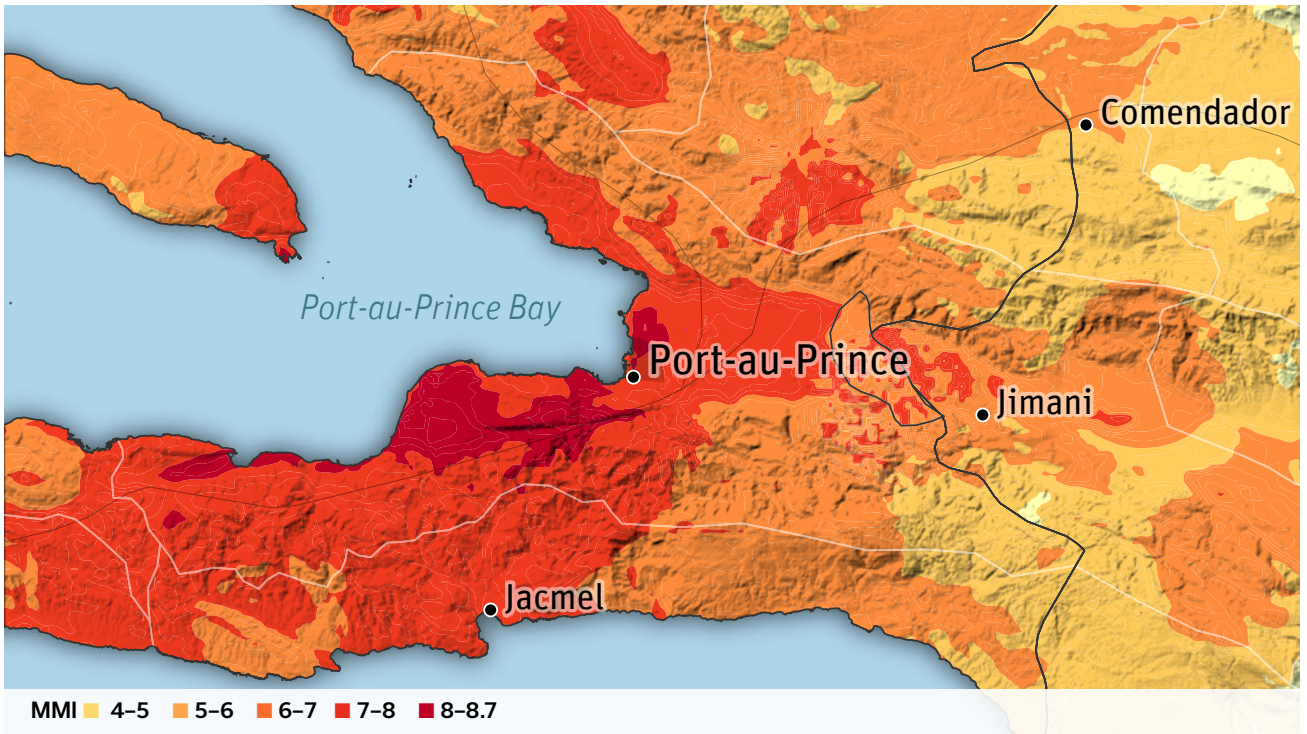 Comendador
Port-au-Prince Bay
Port-au-Prince
Jimani
Jacmel
MMI 4–5 5–6 6–7 7–8 8–8.7